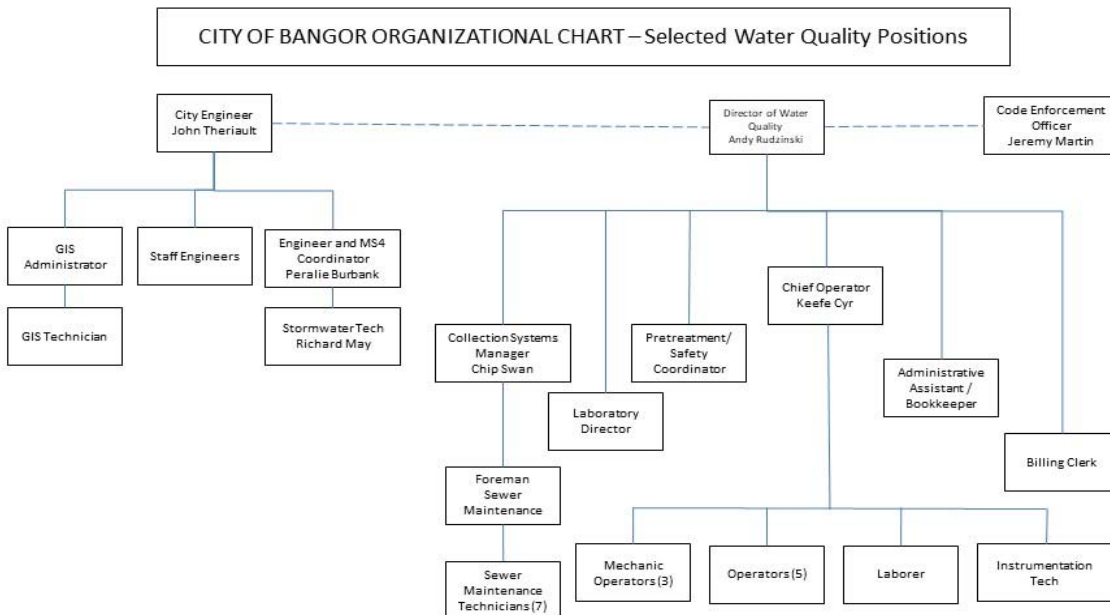 CITY OF BANGOR ORGANIZATIONAL CHART – Selected Water Quality Positions
City Engineer
John Theriault
Director of Water
Quality
Andy Rudzinski
Code Enforcement
Officer
Jeremy Martin
GIS
Administrator
Staff Engineers
Engineer and MS4
Coordinator
Peralie Burbank
GIS Technician
Stormwater Tech
Richard May
Collection Systems
Manager
Chip Swan
Laboratory
Director
Pretreatment/
Safety
Coordinator
Chief Operator
Keefe Cyr
Administrative
Assistant /
Bookkeeper
Billing Clerk
Foreman
Sewer
Maintenance
Sewer
Maintenance
Technicians (7)
Mechanic
Operators (3)
Operators (5)
Laborer
Instrumentation
Tech